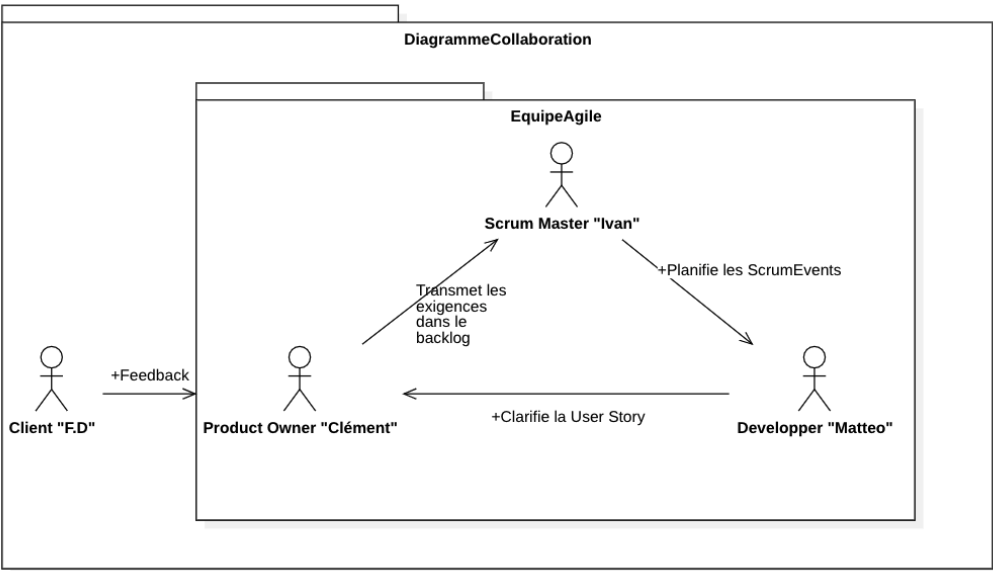 DiagrammeCollaboration
EquipeAgile
Scrum Master "Ivan"
+Planifie les ScrumEvents
Transmet les
exigences
dans le
backlog
+Feedback
+Clarifie la User Story
Client "F.D"
Product Owner "Clément"
Developper "Matteo"